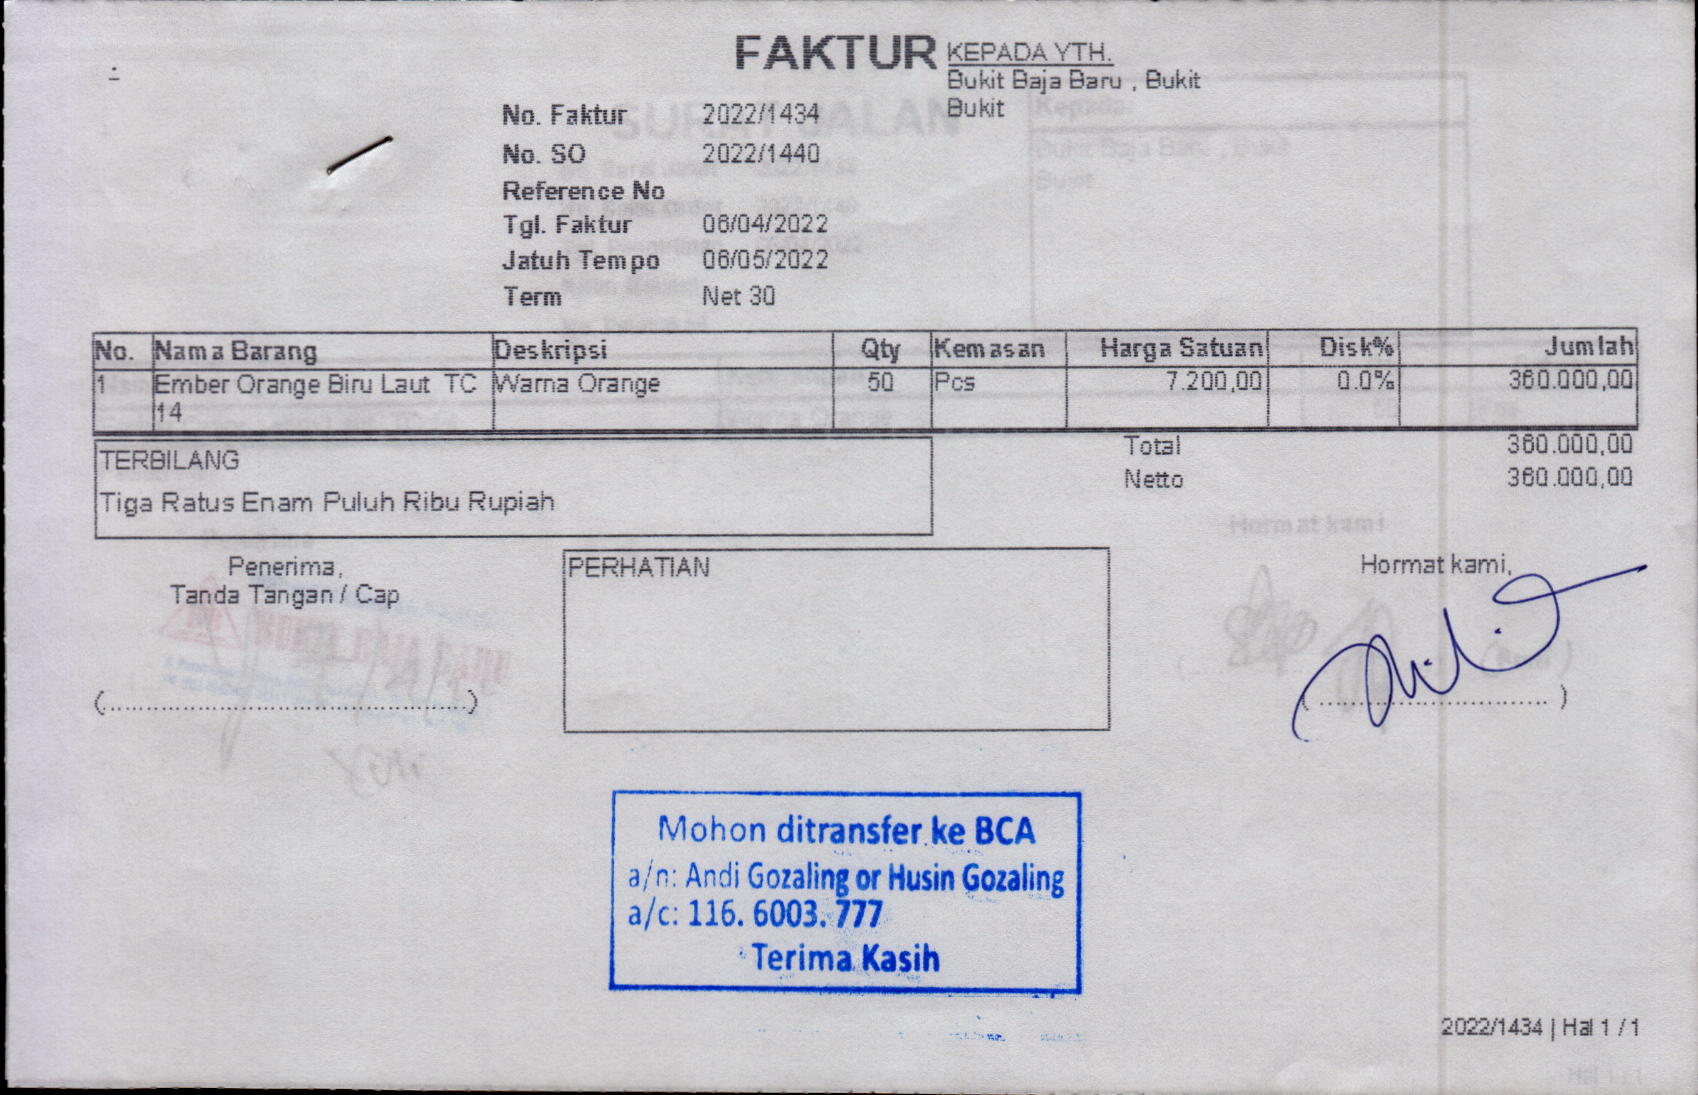 FAKTUR
KEPADA YTH.
Bukit Baja Baru , Bukit
Bukit
No. Faktur 2022/1434
No. SO 2022/1440
Reference No
Tgl. Faktur 06/04/2022
Jatuh Tempo 06/05/2022
Term Net 30
No. Nama Barang Deskripsi Qty Kemasan Harga Satuan Disk% Jumlah
1 Ember Orange Biru Laut TC Warna Orange 50 Pcs 7.200,00 0.0% 360.000,00
14
Total 360.000,00
Netto 360.000,00
TERBILANG
Tiga Ratus Enam Puluh Ribu Rupiah
Penerima,
Tanda Tangan / Cap
(..................................................)
PERHATIAN
Hormat kami,
( ............................... )
Mohon ditransfer ke BCA
a/n: Andi Gozaling or Husin Gozaling
a/c: 116. 6003. 777
Terima Kasih
2022/1434 | Hal 1 / 1